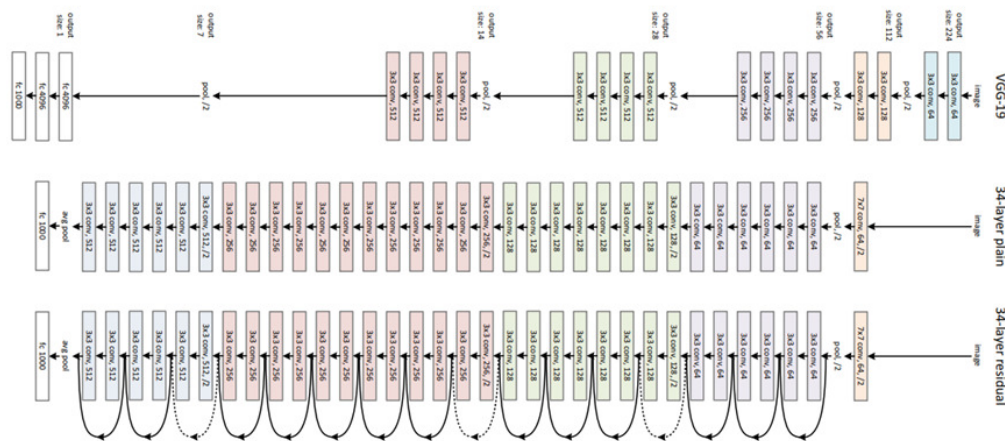 VGG-19
34-layer plain
34-layer residual
output
size: 224
output
size: 112
output
size: 56
output
size: 28
output
size: 14
output
size: 7
output
size: 1
image
3x3 conv, 64
3x3 conv, 64
pool, /2
3x3 conv, 128
3x3 conv, 128
pool, /2
3x3 conv, 256
3x3 conv, 256
3x3 conv, 256
3x3 conv, 256
pool, /2
3x3 conv, 512
3x3 conv, 512
3x3 conv, 512
3x3 conv, 512
pool, /2
3x3 conv, 512
3x3 conv, 512
3x3 conv, 512
3x3 conv, 512
pool, /2
fc 4096
fc 4096
fc 1000
image
7x7 conv, 64, /2
pool, /2
3x3 conv, 64
3x3 conv, 64
3x3 conv, 64
3x3 conv, 64
3x3 conv, 64
3x3 conv, 64
3x3 conv, 128, /2
3x3 conv, 128
3x3 conv, 128
3x3 conv, 128
3x3 conv, 128
3x3 conv, 128
3x3 conv, 128
3x3 conv, 128
3x3 conv, 256, /2
3x3 conv, 256
3x3 conv, 256
3x3 conv, 256
3x3 conv, 256
3x3 conv, 256
3x3 conv, 256
3x3 conv, 256
3x3 conv, 256
3x3 conv, 256
3x3 conv, 256
3x3 conv, 256
3x3 conv, 512, /2
3x3 conv, 512
3x3 conv, 512
3x3 conv, 512
3x3 conv, 512
3x3 conv, 512
avg pool
fc 1000
image
7x7 conv, 64, /2
pool, /2
3x3 conv, 64
3x3 conv, 64
3x3 conv, 64
3x3 conv, 64
3x3 conv, 64
3x3 conv, 64
3x3 conv, 128, /2
3x3 conv, 128
3x3 conv, 128
3x3 conv, 128
3x3 conv, 128
3x3 conv, 128
3x3 conv, 128
3x3 conv, 128
3x3 conv, 256, /2
3x3 conv, 256
3x3 conv, 256
3x3 conv, 256
3x3 conv, 256
3x3 conv, 256
3x3 conv, 256
3x3 conv, 256
3x3 conv, 256
3x3 conv, 256
3x3 conv, 256
3x3 conv, 256
3x3 conv, 512, /2
3x3 conv, 512
3x3 conv, 512
3x3 conv, 512
3x3 conv, 512
3x3 conv, 512
avg pool
fc 1000